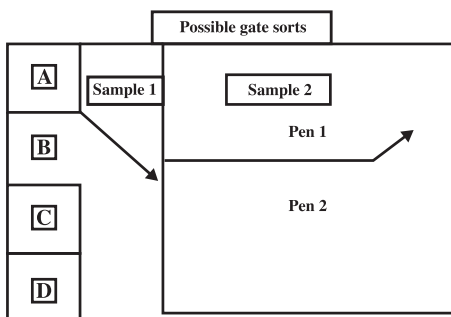 Possible gate sorts
A
Sample 1
Sample 2
Pen 1
B
Pen 2
C
D